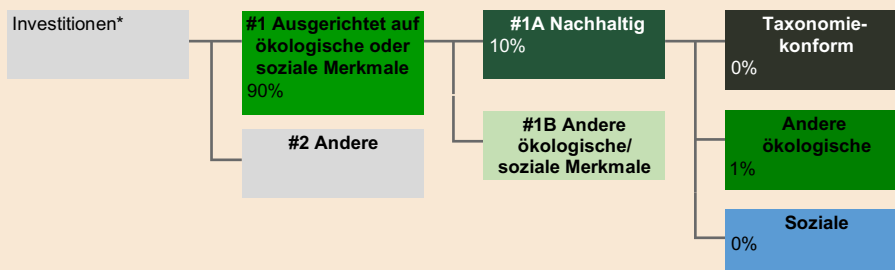 Investitionen*
#1 Ausgerichtet auf
ökologische oder
soziale Merkmale
90%
#2 Andere
#1A Nachhaltig
10%
#1B Andere
ökologische/
soziale Merkmale
Taxonomie-
konform
0%
Andere
ökologische
1%
Soziale
0%